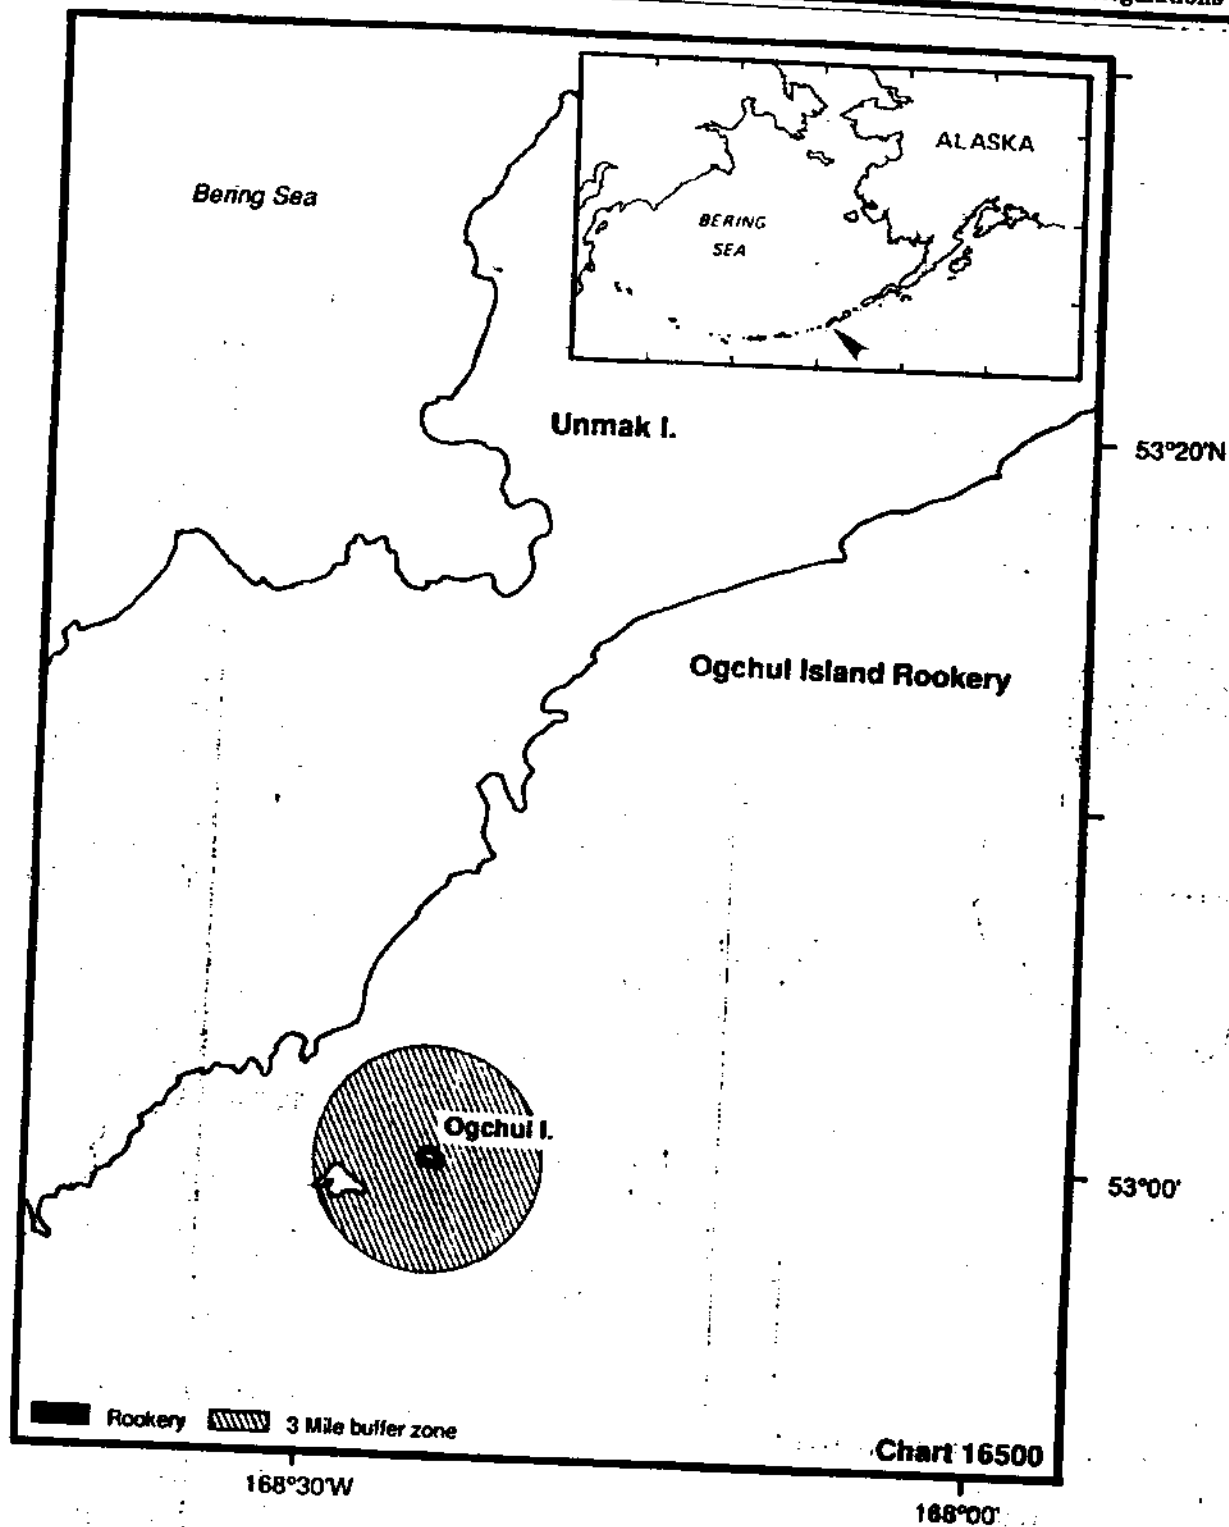 Bering Sea
ALASKA
BERING
SEA
Unmak I.
53°20'N
Ogchul Island Rookery
Ogchul I.
53°00'
Rookery
3 Mile buffer zone
Chart 16500
168°30'W
168°00'